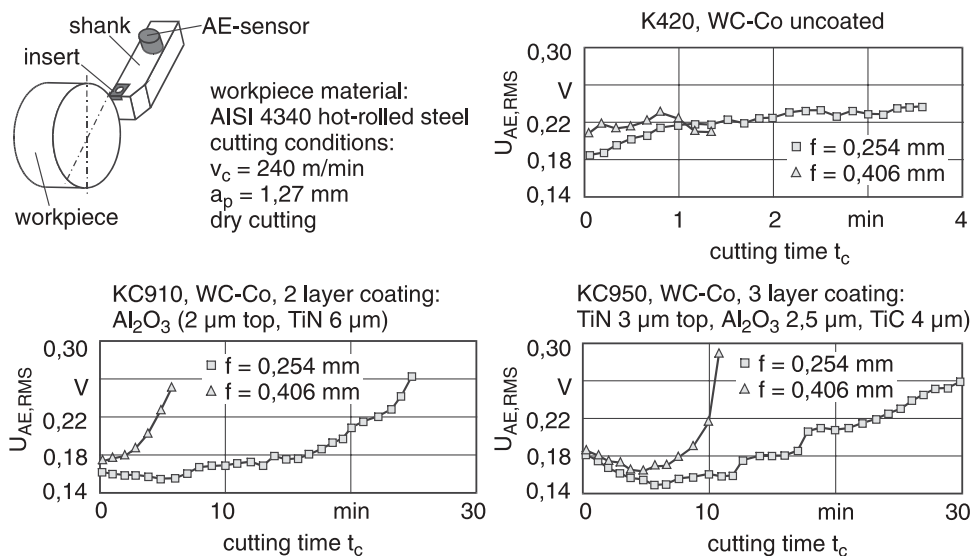 shank
AE-sensor
insert
workpiece
workpiece material:
AISI 4340 hot-rolled steel
cutting conditions:
v_c = 240 m/min
a_p = 1,27 mm
dry cutting
K420, WC-Co uncoated
0,30
V
0,22
0,18
0,14
U_AE,RMS
f = 0,254 mm
f = 0,406 mm
0 1 2 min 4
cutting time t_c
KC910, WC-Co, 2 layer coating:
Al₂O₃ (2 µm top, TiN 6 µm)
0,30
V
0,22
0,18
0,14
U_AE,RMS
f = 0,254 mm
f = 0,406 mm
0 10 min 30
cutting time t_c
KC950, WC-Co, 3 layer coating:
TiN 3 µm top, Al₂O₃ 2,5 µm, TiC 4 µm)
0,30
V
0,22
0,18
0,14
U_AE,RMS
f = 0,254 mm
f = 0,406 mm
0 10 min 30
cutting time t_c